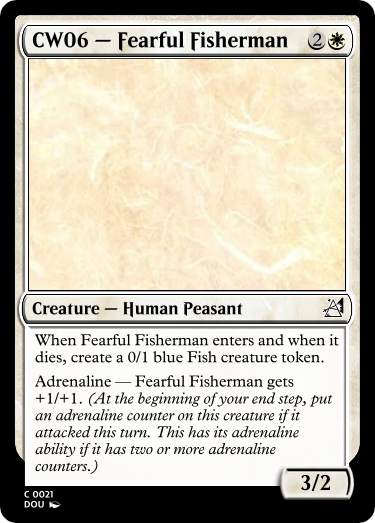 CW06 — Fearful Fisherman 2
Creature — Human Peasant
When Fearful Fisherman enters and when it
dies, create a 0/1 blue Fish creature token.
Adrenaline — Fearful Fisherman gets
+1/+1. (At the beginning of your end step, put
an adrenaline counter on this creature if it
attacked this turn. This has its adrenaline
ability if it has two or more adrenaline
counters.)
3/2
C 0021
DOU